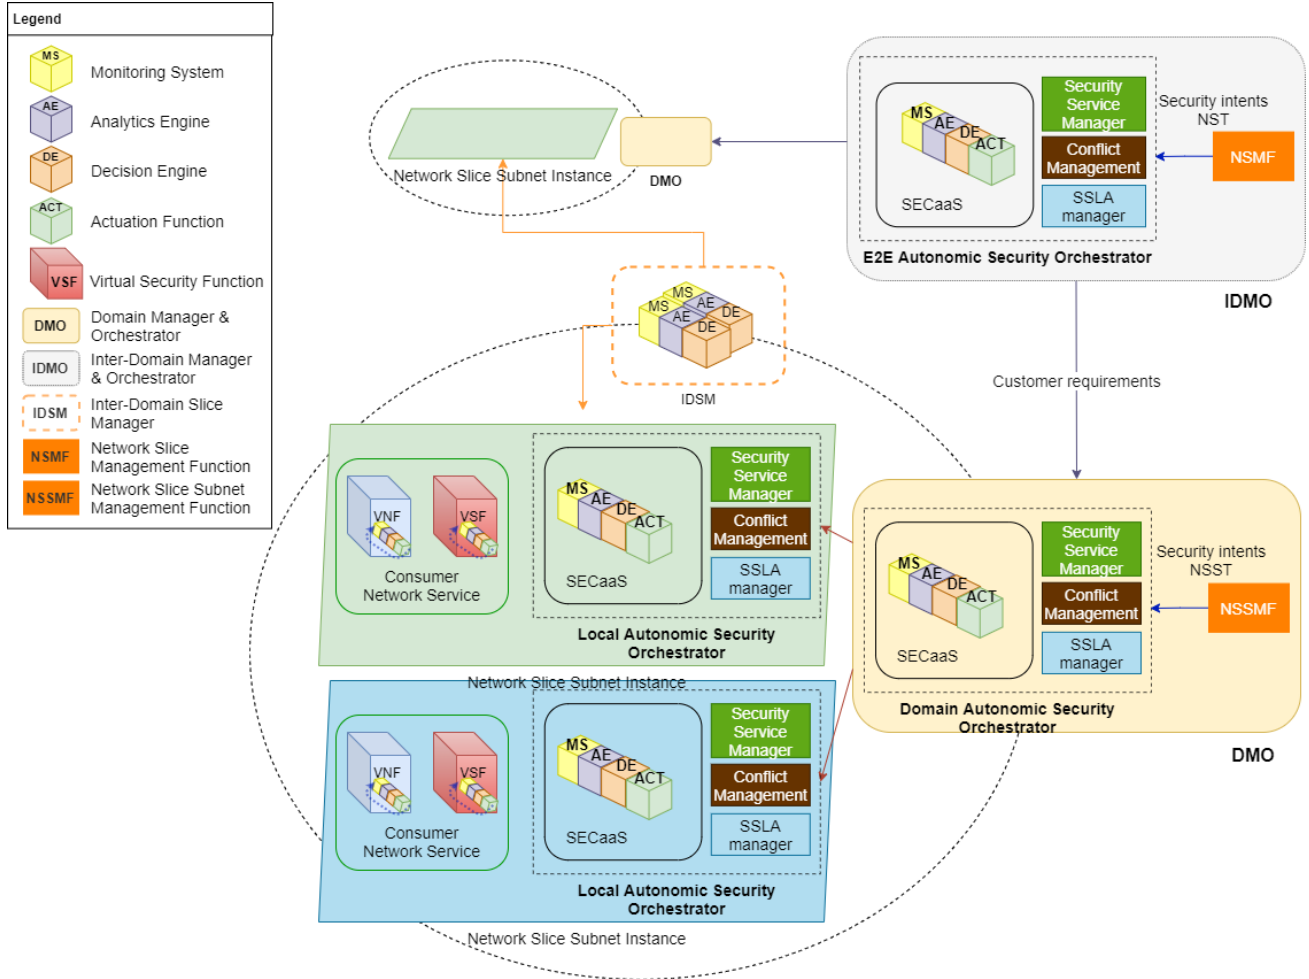 Legend
MS
Monitoring System
AE
Analytics Engine
DE
Decision Engine
ACT
Actuation Function
VSF
Virtual Security Function
DMO
Domain Manager &
Orchestrator
IDMO
Inter-Domain Manager
& Orchestrator
IDSM
Inter-Domain Slice
Manager
NSMF
Network Slice
Management Function
NSSMF
Network Slice Subnet
Management Function
Network Slice Subnet Instance
DMO
MS
AE
DE
ACT
SECaaS
Security
Service
Manager
Conflict
Management
SSLA
manager
E2E Autonomic Security Orchestrator
Security intents
NST
NSMF
IDMO
MS
AE
DE
MS
AE
DE
IDSM
Customer requirements
VNF
VSF
Consumer
Network Service
MS
AE
DE
ACT
SECaaS
Security
Service
Manager
Conflict
Management
SSLA
manager
Local Autonomic Security
Orchestrator
Network Slice Subnet Instance
MS
AE
DE
ACT
SECaaS
Security
Service
Manager
Conflict
Management
SSLA
manager
Domain Autonomic Security
Orchestrator
Security intents
NSST
NSSMF
DMO
VNF
VSF
Consumer
Network Service
MS
AE
DE
ACT
SECaaS
Security
Service
Manager
Conflict
Management
SSLA
manager
Local Autonomic Security
Orchestrator
Network Slice Subnet Instance